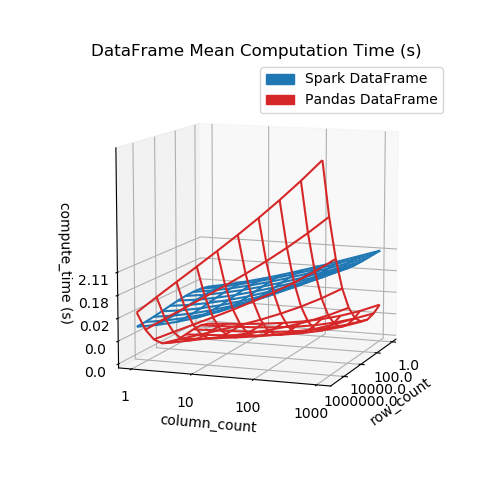 DataFrame Mean Computation Time (s)
Spark DataFrame
Pandas DataFrame
compute_time (s)
2.11
0.18
0.02
0.0
0.0
1
10
100
1000
column_count
1.0
100.0
10000.0
1000000.0
row_count